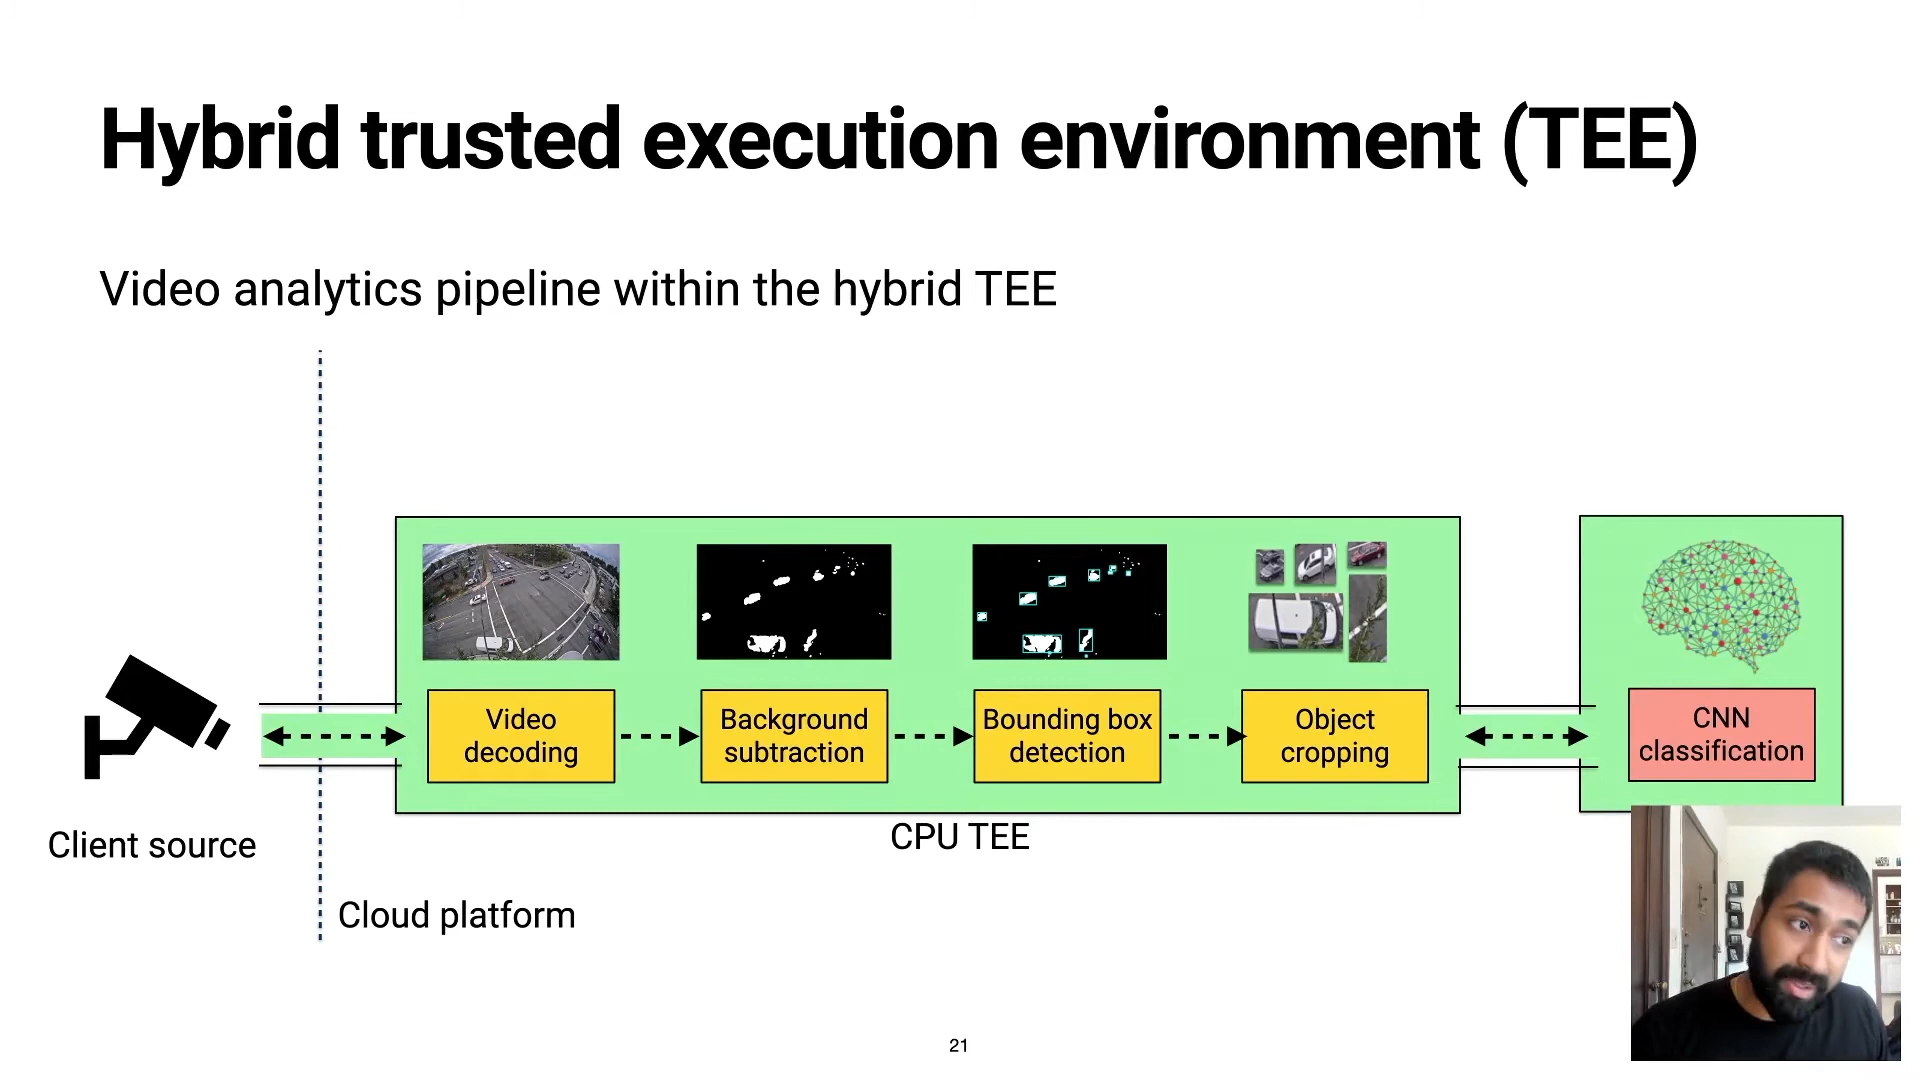 Hybrid trusted execution environment (TEE)
Video analytics pipeline within the hybrid TEE
Video
decoding
Background
subtraction
Bounding box
detection
Object
cropping
CNN
classification
Client source
CPU TEE
Cloud platform
21